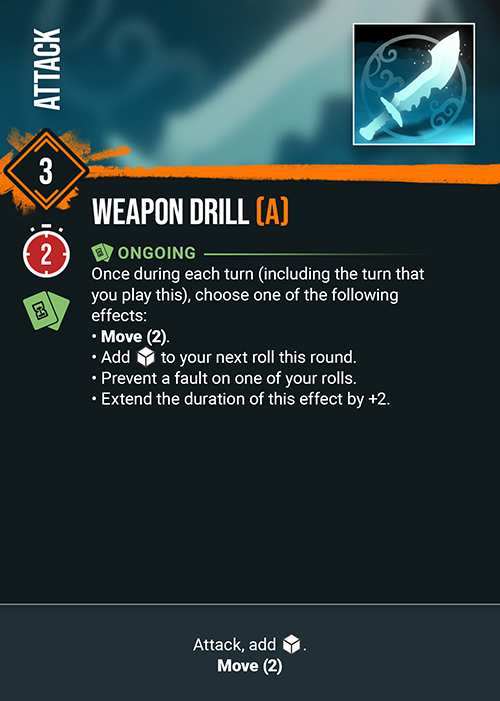 ATTACK
3
WEAPON DRILL (A)
2
ONGOING
Once during each turn (including the turn that
you play this), choose one of the following
effects:
• Move (2).
• Add to your next roll this round.
• Prevent a fault on one of your rolls.
• Extend the duration of this effect by +2.
Attack, add .
Move (2)